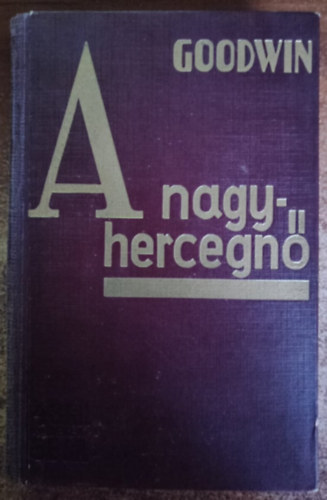 GOODWIN
A nagy-
hercegnő